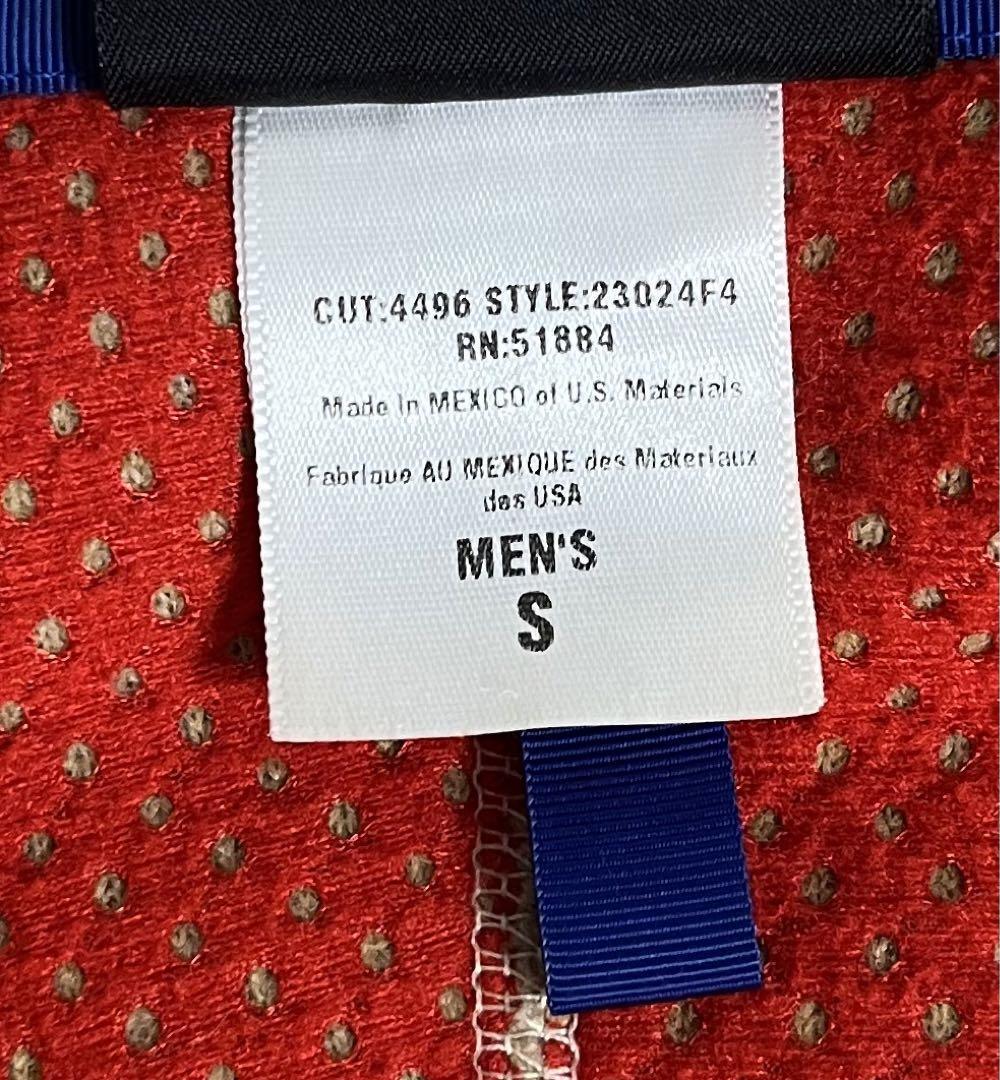 CUT:4496 STYLE:23024F4
RN:51884
Made in MEXICO of U.S. Materials
Fabrique AU MEXIQUE des Materiaux
des USA
MEN'S
S